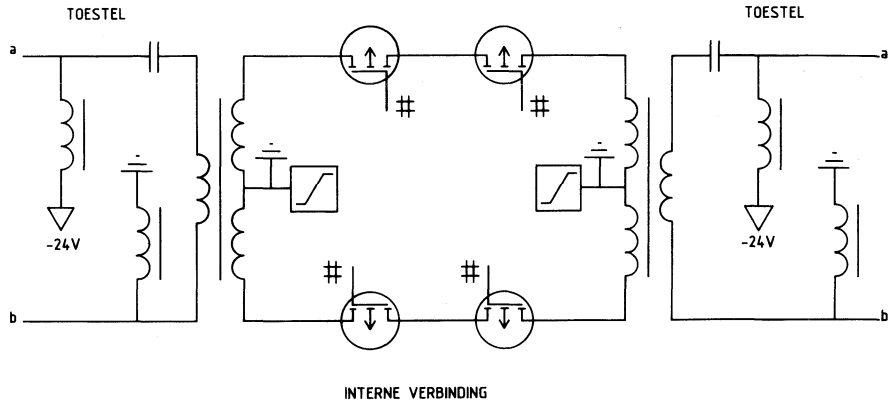 TOESTEL
TOESTEL
a
a
#
#
-24V
-24V
#
#
b
b
INTERNE VERBINDING